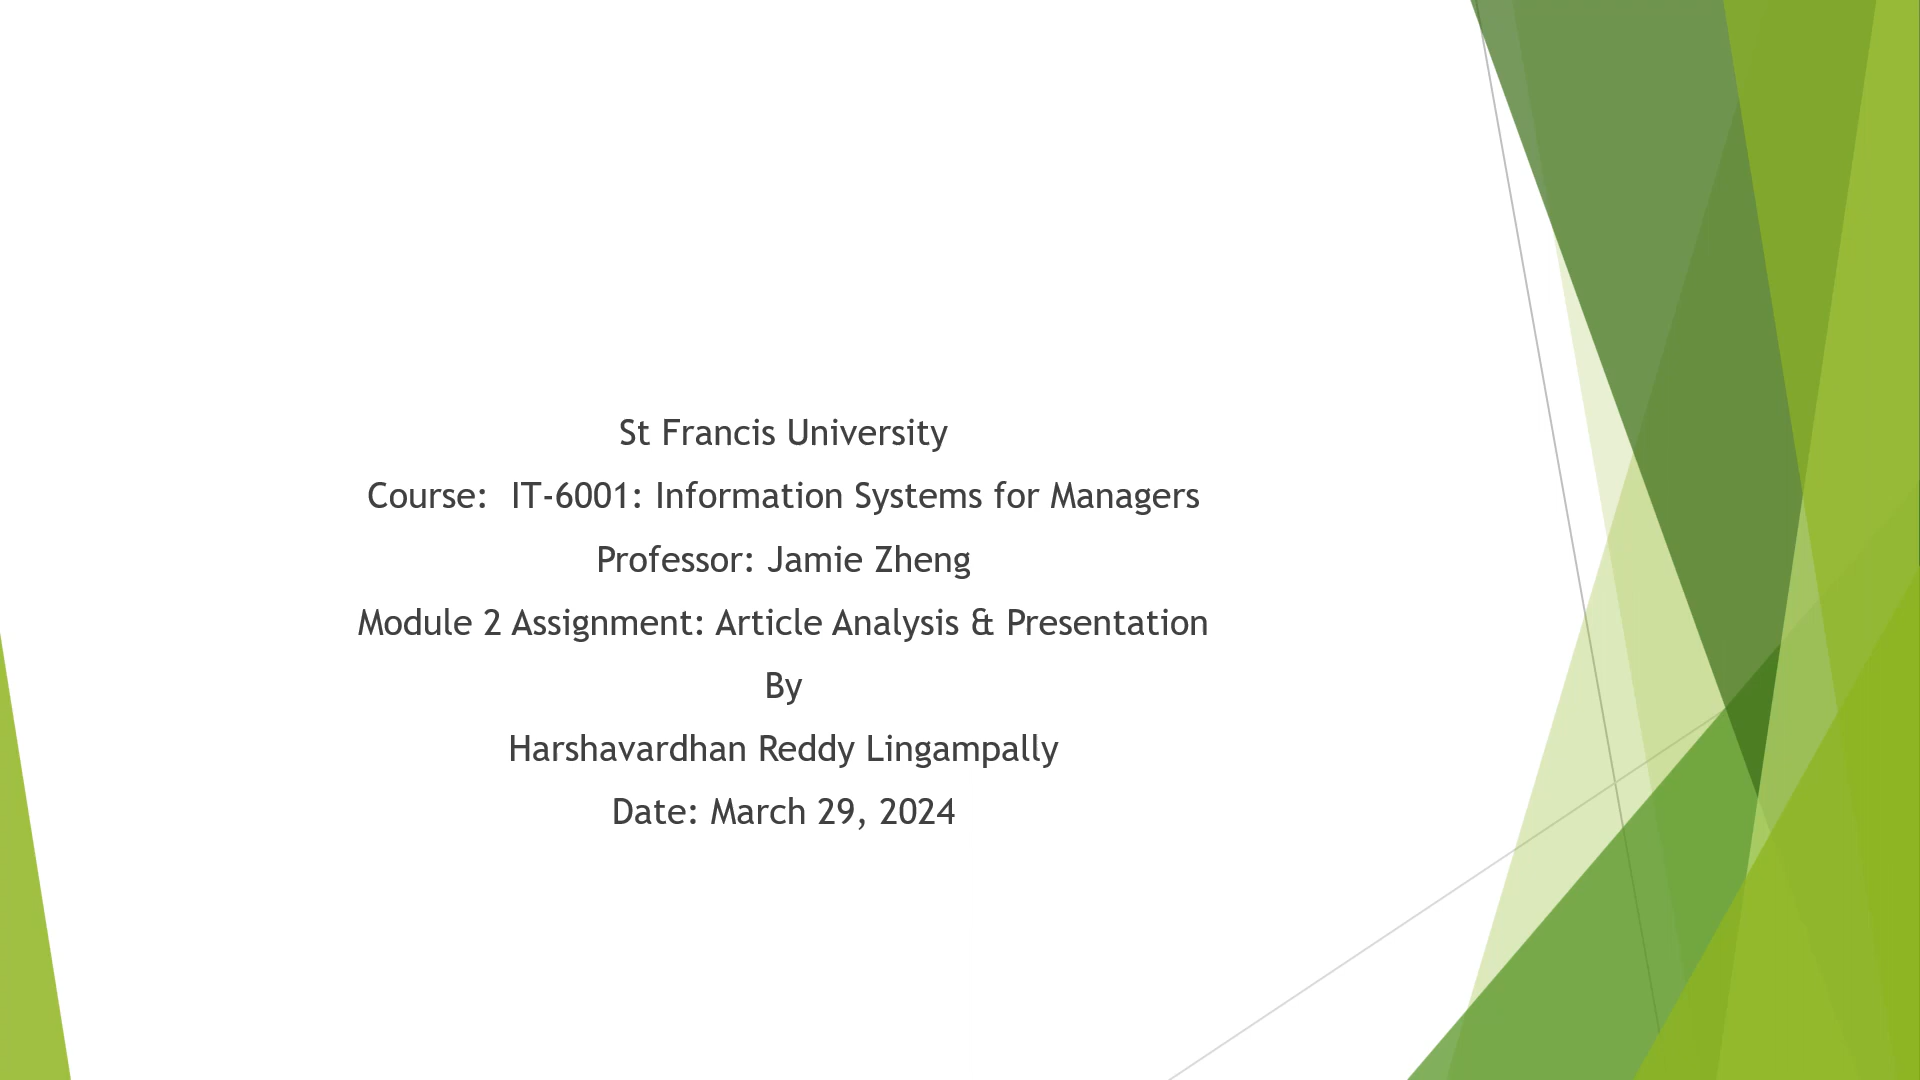 St Francis University
Course:  IT-6001: Information Systems for Managers
Professor: Jamie Zheng
Module 2 Assignment: Article Analysis & Presentation
By
Harshavardhan Reddy Lingampally
Date: March 29, 2024